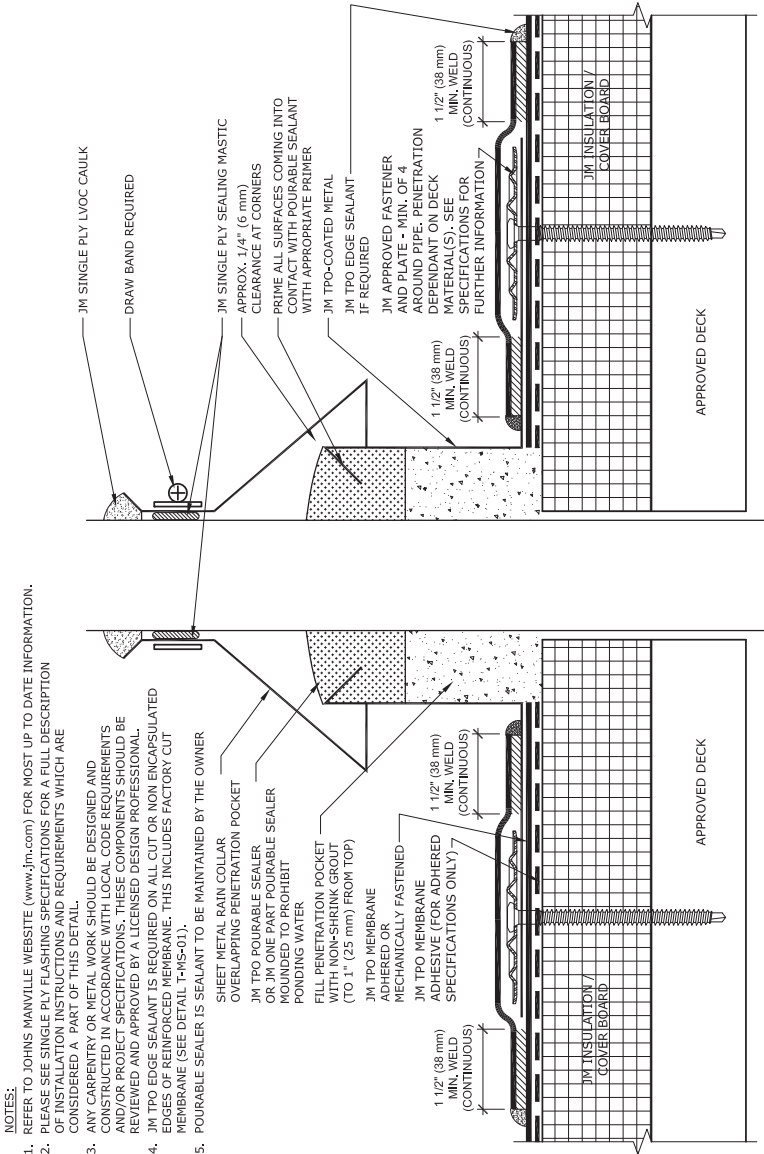 NOTES:
1. REFER TO JOHNS MANVILLE WEBSITE (www.jm.com) FOR MOST UP TO DATE INFORMATION.
2. PLEASE SEE SINGLE PLY FLASHING SPECIFICATIONS FOR A FULL DESCRIPTION
OF INSTALLATION INSTRUCTIONS AND REQUIREMENTS WHICH ARE
CONSIDERED A PART OF THIS DETAIL.
3. ANY CARPENTRY OR METAL WORK SHOULD BE DESIGNED AND
CONSTRUCTED IN ACCORDANCE WITH LOCAL CODE REQUIREMENTS
AND/OR PROJECT SPECIFICATIONS. THESE COMPONENTS SHOULD BE
REVIEWED AND APPROVED BY A LICENSED DESIGN PROFESSIONAL.
4. JM TPO EDGE SEALANT IS REQUIRED ON ALL CUT OR NON ENCAPSULATED
EDGES OF REINFORCED MEMBRANE. THIS INCLUDES FACTORY CUT
MEMBRANE (SEE DETAIL T-MS-01).
5. POURABLE SEALER IS SEALANT TO BE MAINTAINED BY THE OWNER
SHEET METAL RAIN COLLAR
OVERLAPPING PENETRATION POCKET
JM TPO POURABLE SEALER
OR JM ONE PART POURABLE SEALER
MOUNDED TO PROHIBIT
PONDING WATER
FILL PENETRATION POCKET
WITH NON-SHRINK GROUT
(TO 1" (25 mm) FROM TOP)
JM TPO MEMBRANE
ADHERED OR
MECHANICALLY FASTENED
JM TPO MEMBRANE
ADHESIVE (FOR ADHERED
SPECIFICATIONS ONLY)
1 1/2" (38 mm)
MIN. WELD
(CONTINUOUS)
1 1/2" (38 mm)
MIN. WELD
(CONTINUOUS)
JM INSULATION /
COVER BOARD
APPROVED DECK
JM SINGLE PLY LVOC CAULK
DRAW BAND REQUIRED
JM SINGLE PLY SEALING MASTIC
APPROX. 1/4" (6 mm)
CLEARANCE AT CORNERS
PRIME ALL SURFACES COMING INTO
CONTACT WITH POURABLE SEALANT
WITH APPROPRIATE PRIMER
JM TPO-COATED METAL
JM TPO EDGE SEALANT
IF REQUIRED
JM APPROVED FASTENER
AND PLATE - MIN. OF 4
AROUND PIPE. PENETRATION
DEPENDANT ON DECK
MATERIAL(S). SEE
SPECIFICATIONS FOR
FURTHER INFORMATION
1 1/2" (38 mm)
MIN. WELD
(CONTINUOUS)
1 1/2" (38 mm)
MIN. WELD
(CONTINUOUS)
JM INSULATION /
COVER BOARD
APPROVED DECK